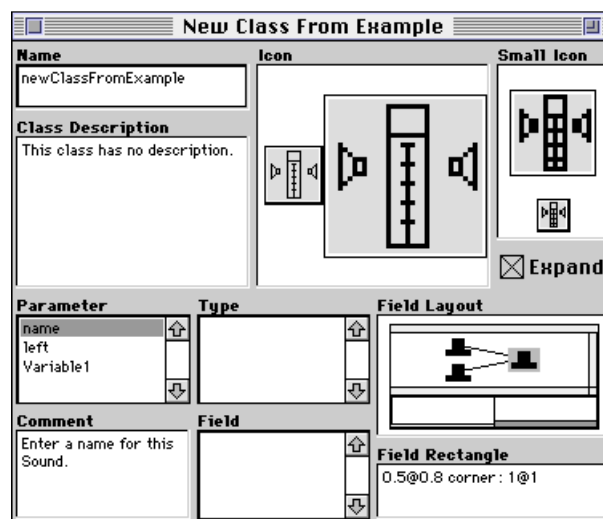 New Class From Example
Name
newClassFromExample
Icon
Small Icon
Class Description
This class has no description.
Expand
Parameter
name
left
Variable1
Type
Field Layout
Comment
Enter a name for this
Sound.
Field
Field Rectangle
0.5@0.8 corner: 1@1